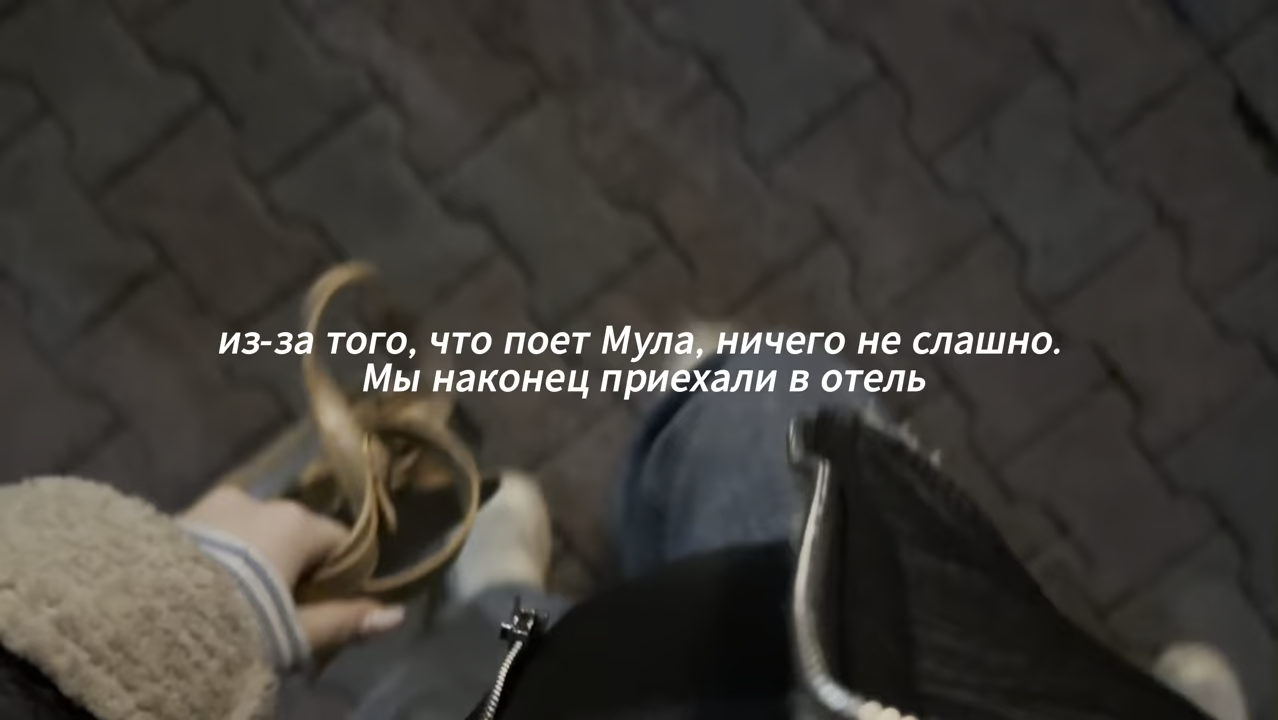 из-за того, что поет Мула, ничего не слашно.
Мы наконец приехали в отель